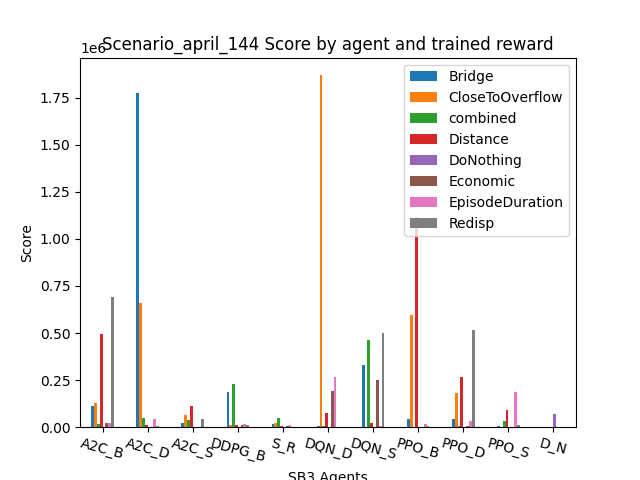 Scenario_april_144 Score by agent and trained reward
1e6
Bridge
CloseToOverflow
combined
Distance
DoNothing
Economic
EpisodeDuration
Redisp
1.75
1.50
1.25
1.00
0.75
0.50
0.25
0.00
Score
A2C_B
A2C_D
A2C_S
DDPG_B
S_R
DQN_D
DQN_S
PPO_B
PPO_D
PPO_S
D_N
SB3 Agents